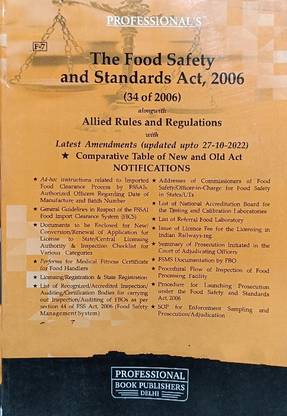 PROFESSIONAL'S
F-7
The Food Safety
and Standards Act, 2006
(34 of 2006)
alongwith
Allied Rules and Regulations
with
Latest Amendments (updated upto 27-10-2022)
★ Comparative Table of New and Old Act
NOTIFICATIONS
★ Ad-hoc instructions related to Imported
Food Clearance Process by FSSAI's
Authorized Officers Regarding Date of
Manufacture and Batch Number
★ General Guidelines in Respect of the FSSAI
Food Import Clearance System (FICS)
★ Documents to be Enclosed for New/
Conversion/Renewal of Application for
License to State/Central Licensing
Authority & Inspection Checklist for
Various Categories
★ Performa for Medical Fitness Certificate
for Food Handlers
★ Licensing/Registration & State Registration
★ List of Recognized/Accredited Inspection/
Auditing/Certification Bodies for carrying
out Inspection/Auditing of FBOs as per
section 44 of FSS Act, 2006 (Food Safety
Management System)
★ Addresses of Commissioners of Food
Safety/Officer-in-Charge for Food Safety
in States/UTs
★ List of National Accreditation Board for
the Testing and Calibration Laboratories
★ List of Referral Food Laboratory
★ Issue of Licence Fee for the Licensing in
Indian Railways-reg.
★ Summary of Prosecution Initiated in the
Court of Adjudicating Officers
★ FSMS Documentation by FBO
★ Procedural Flow of Inspection of Food
Processing Facility
★ Procedure for Launching Prosecution
under the Food Safety and Standards
Act, 2006
★ SOP for Enforcement Sampling and
Prosecution/Adjudication
PROFESSIONAL
BOOK PUBLISHERS
DELHI